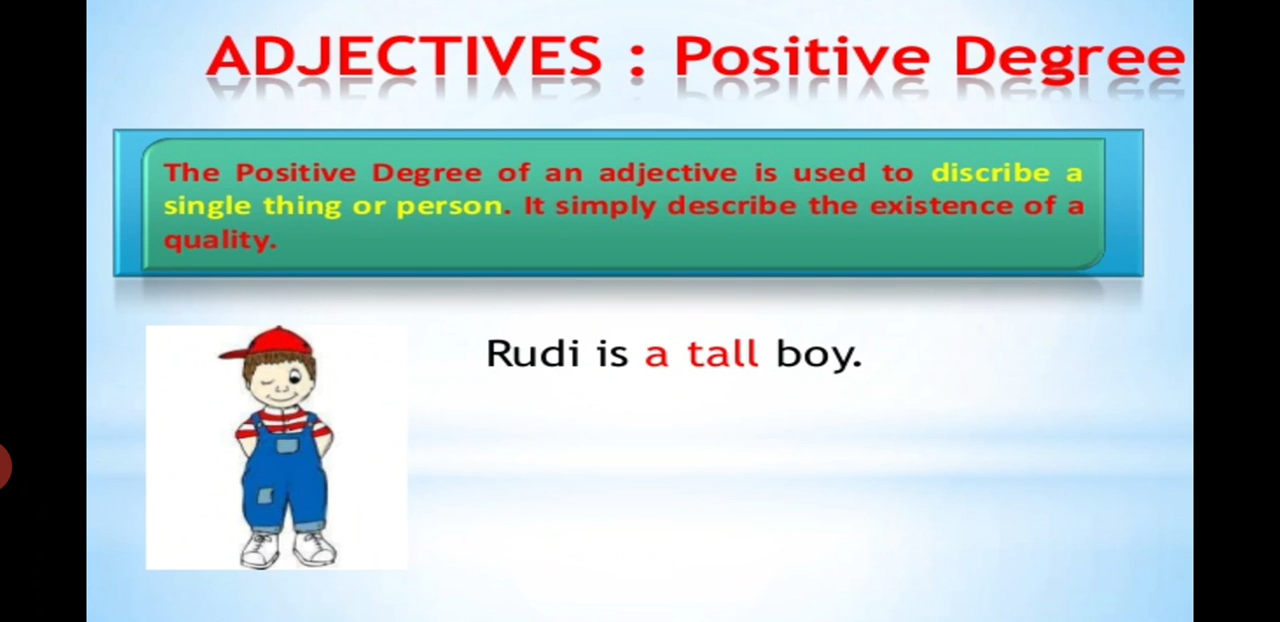 ADJECTIVES : Positive Degree
The Positive Degree of an adjective is used to discribe a
single thing or person. It simply describe the existence of a
quality.
Rudi is a tall boy.